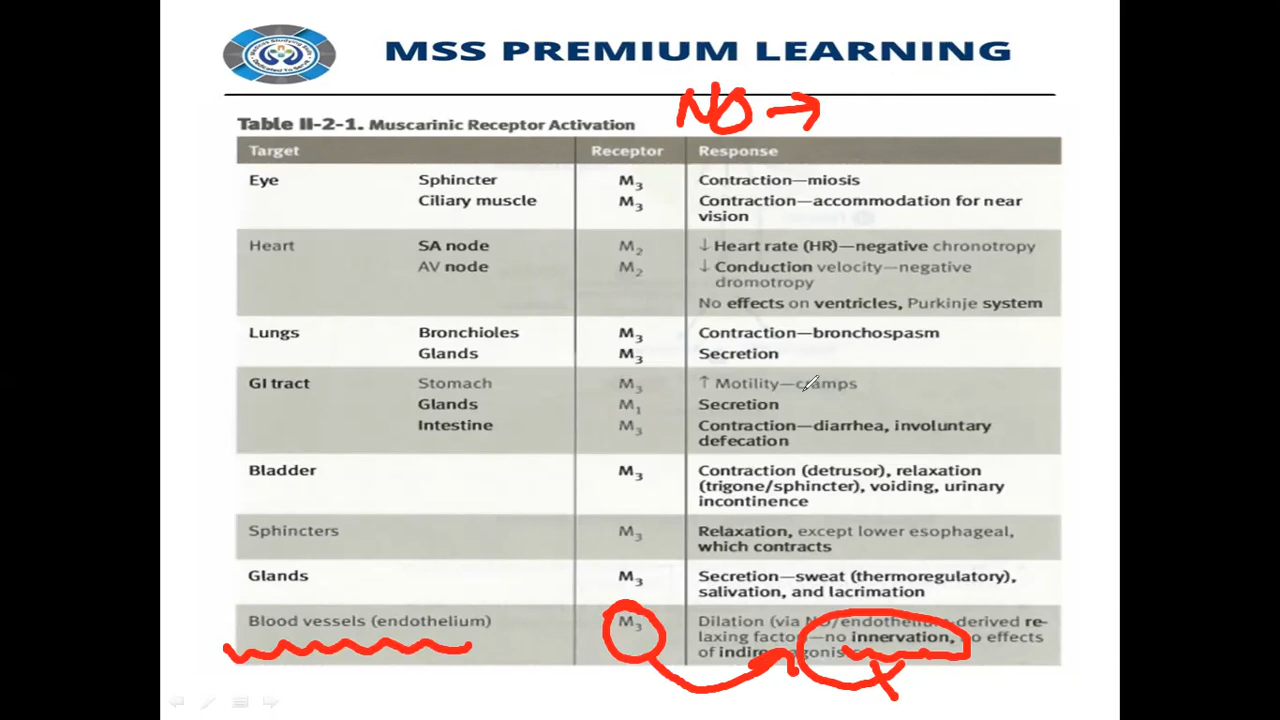 MSS PREMIUM LEARNING
NO →
Table II-2-1. Muscarinic Receptor Activation
Target Receptor Response
Eye Sphincter M3 Contraction—miosis
Ciliary muscle M3 Contraction—accommodation for near
vision
Heart SA node M2 ↓ Heart rate (HR)—negative chronotropy
AV node M2 ↓ Conduction velocity—negative
dromotropy
No effects on ventricles, Purkinje system
Lungs Bronchioles M3 Contraction—bronchospasm
Glands M3 Secretion
GI tract Stomach M3 ↑ Motility—cramps
Glands M1 Secretion
Intestine M3 Contraction—diarrhea, involuntary
defecation
Bladder M3 Contraction (detrusor), relaxation
(trigone/sphincter), voiding, urinary
incontinence
Sphincters M3 Relaxation, except lower esophageal,
which contracts
Glands M3 Secretion—sweat (thermoregulatory),
salivation, and lacrimation
Blood vessels (endothelium) M3 Dilation (via NO/endothelium-derived re-
laxing factor)—no innervation, no effects
of indirect agonists